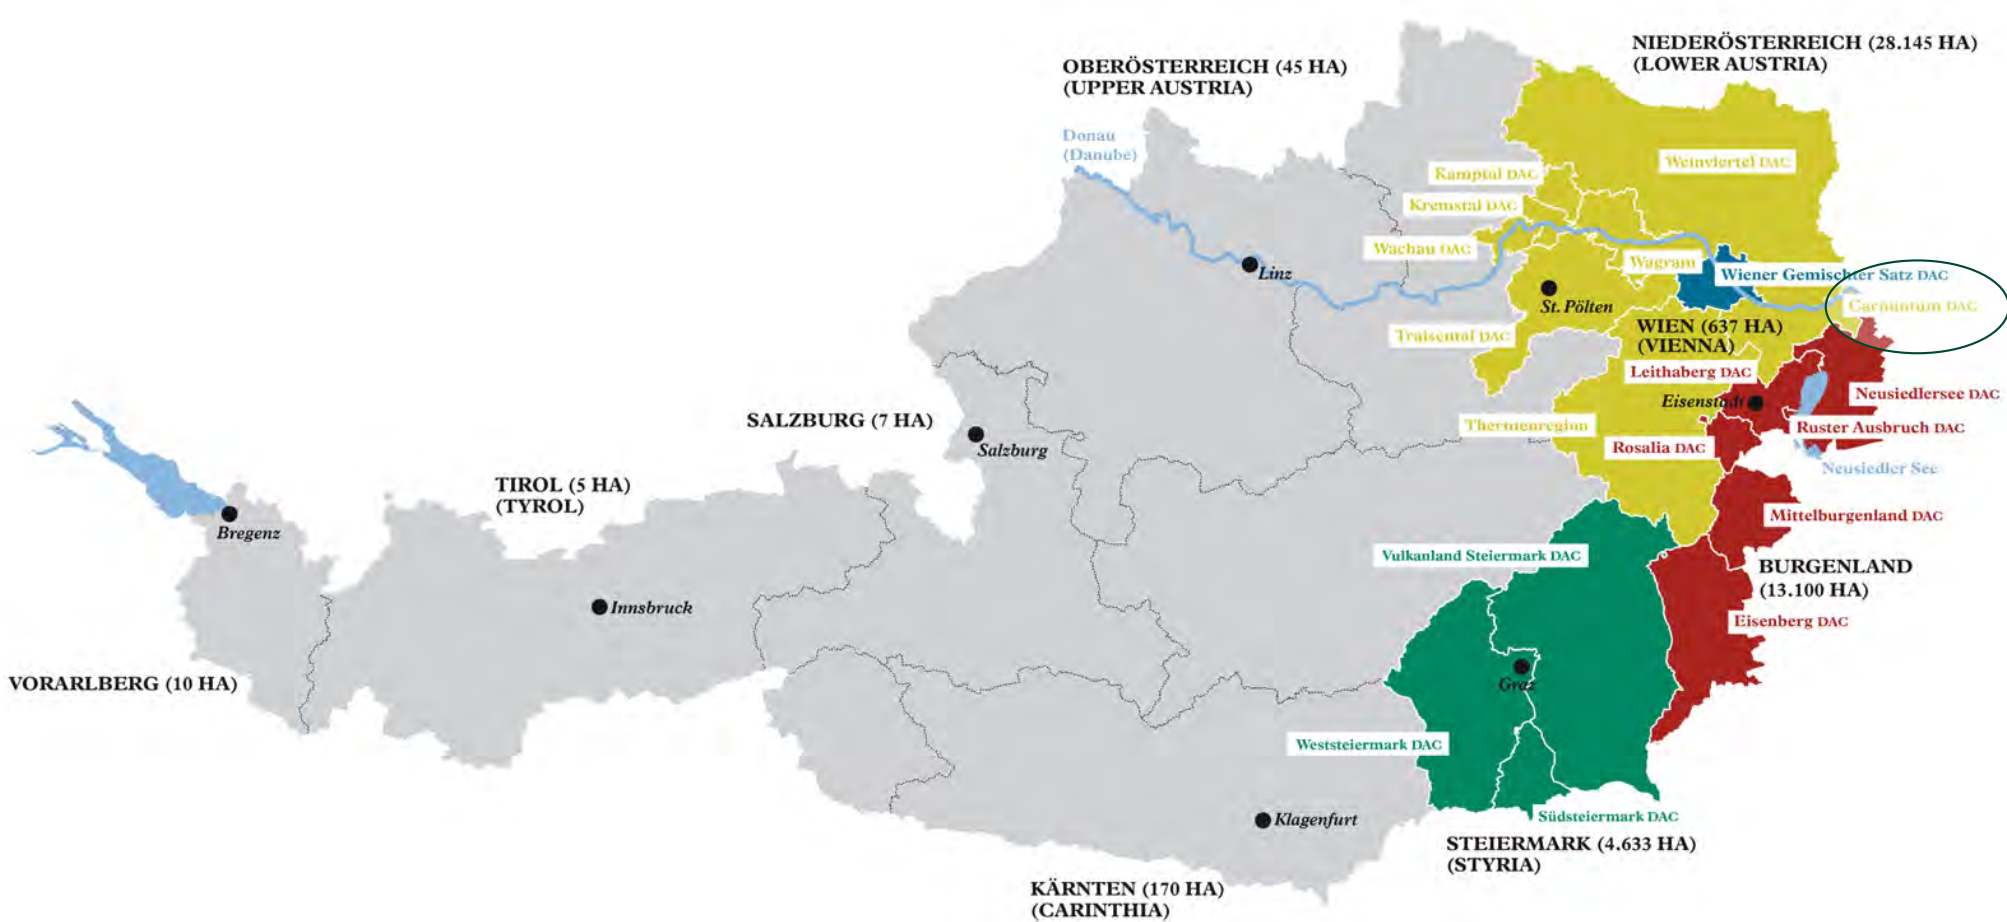 NIEDERÖSTERREICH (28.145 HA)
(LOWER AUSTRIA)
OBERÖSTERREICH (45 HA)
(UPPER AUSTRIA)
Donau
(Danube)
Weinviertel DAC
Kamptal DAC
Kremstal DAC
Wachau DAC
Wagram
Linz
Wiener Gemischter Satz DAC
St. Pölten
Carnuntum DAC
Traisental DAC
WIEN (637 HA)
(VIENNA)
Leithaberg DAC
Eisenstadt
Neusiedlersee DAC
SALZBURG (7 HA)
Salzburg
Thermenregion
Ruster Ausbruch DAC
Rosalia DAC
Neusiedler See
TIROL (5 HA)
(TYROL)
Bregenz
Mittelburgenland DAC
Vulkanland Steiermark DAC
BURGENLAND
(13.100 HA)
Innsbruck
Eisenberg DAC
VORARLBERG (10 HA)
Graz
Weststeiermark DAC
Klagenfurt
Südsteiermark DAC
STEIERMARK (4.633 HA)
(STYRIA)
KÄRNTEN (170 HA)
(CARINTHIA)